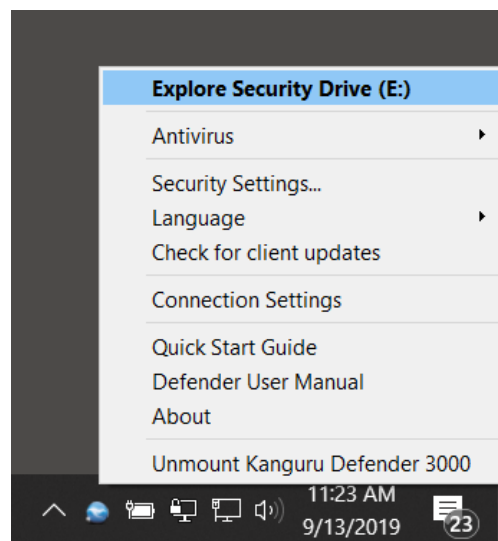 Explore Security Drive (E:)
Antivirus
Security Settings...
Language
Check for client updates
Connection Settings
Quick Start Guide
Defender User Manual
About
Unmount Kanguru Defender 3000
11:23 AM
9/13/2019
23